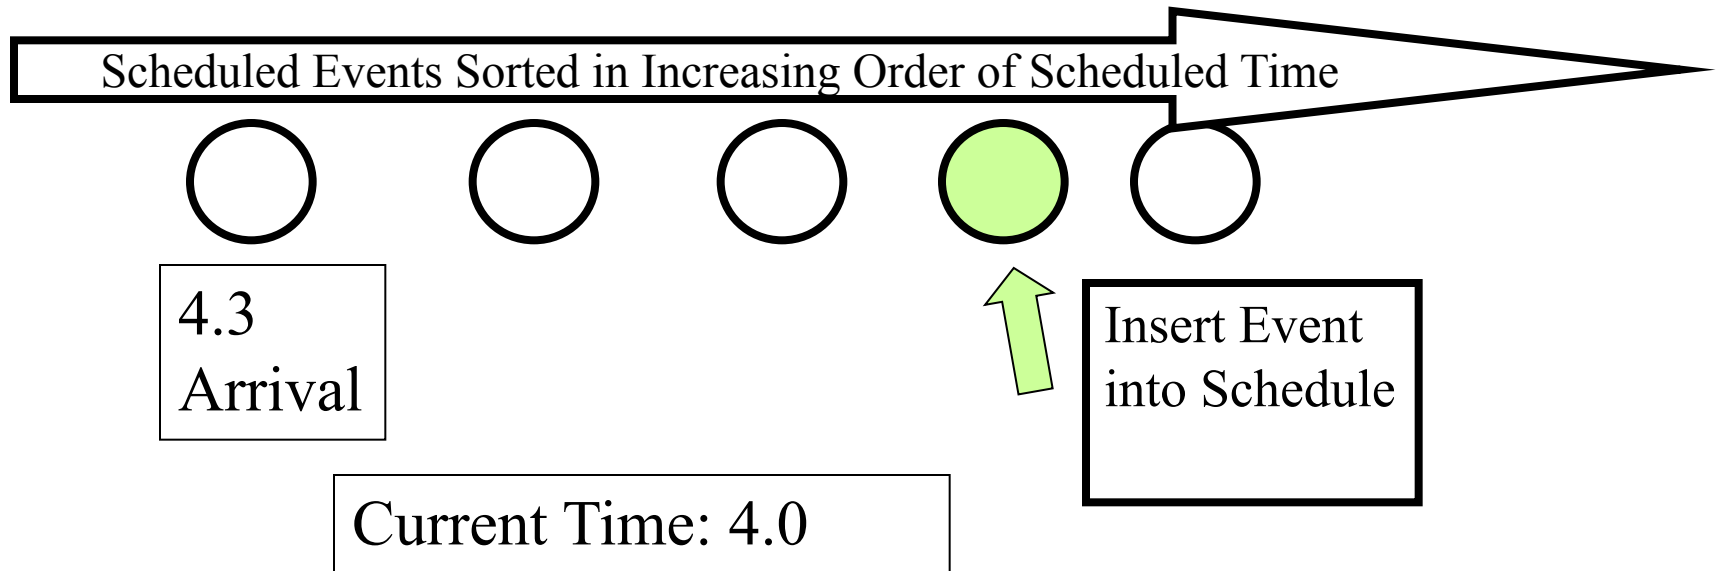 Scheduled Events Sorted in Increasing Order of Scheduled Time
4.3
Arrival
Insert Event
into Schedule
Current Time: 4.0